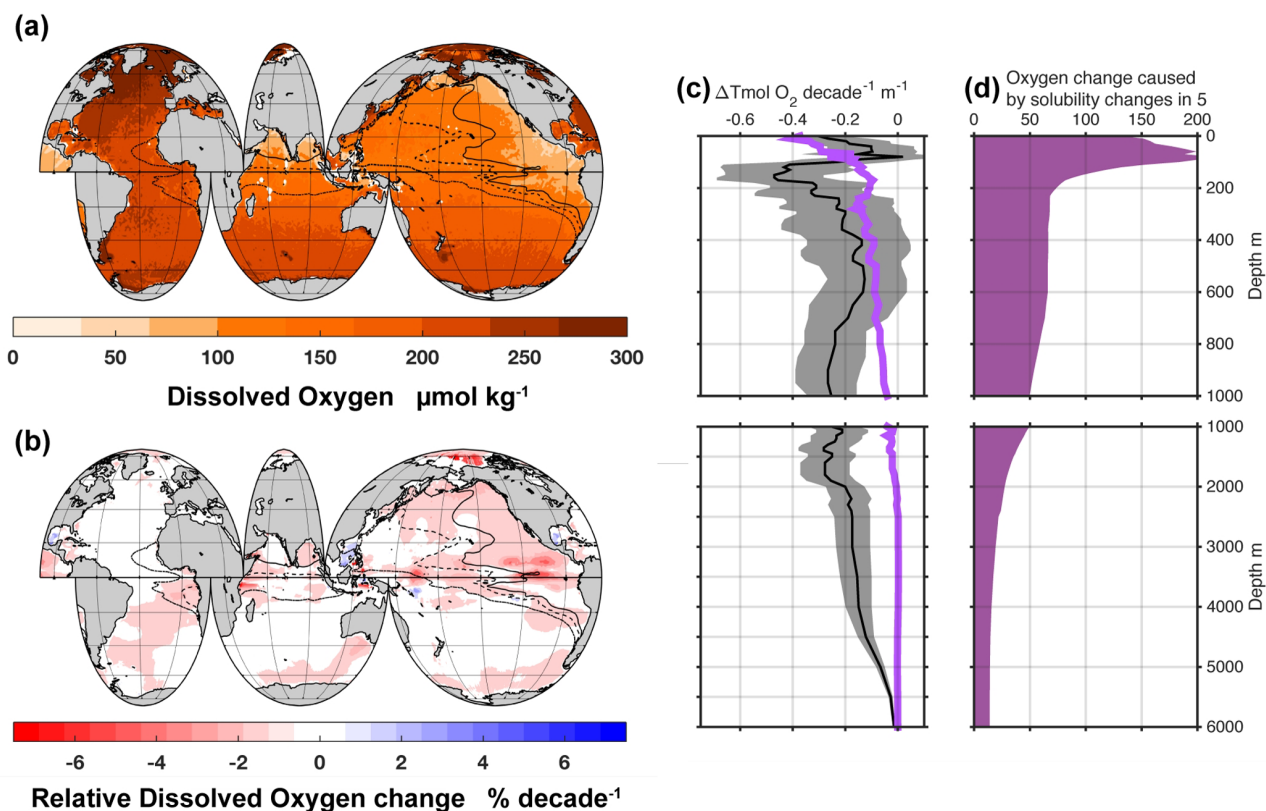 (a)
0 50 100 150 200 250 300
Dissolved Oxygen µmol kg⁻¹
(b)
-6 -4 -2 0 2 4 6
Relative Dissolved Oxygen change % decade⁻¹
(c) ΔTmol O₂ decade⁻¹ m⁻¹
-0.6 -0.4 -0.2 0
(d) Oxygen change caused
by solubility changes in 5
0 50 100 150 200
0
200
400
600
800
1000
Depth m
1000
2000
3000
4000
5000
6000
Depth m